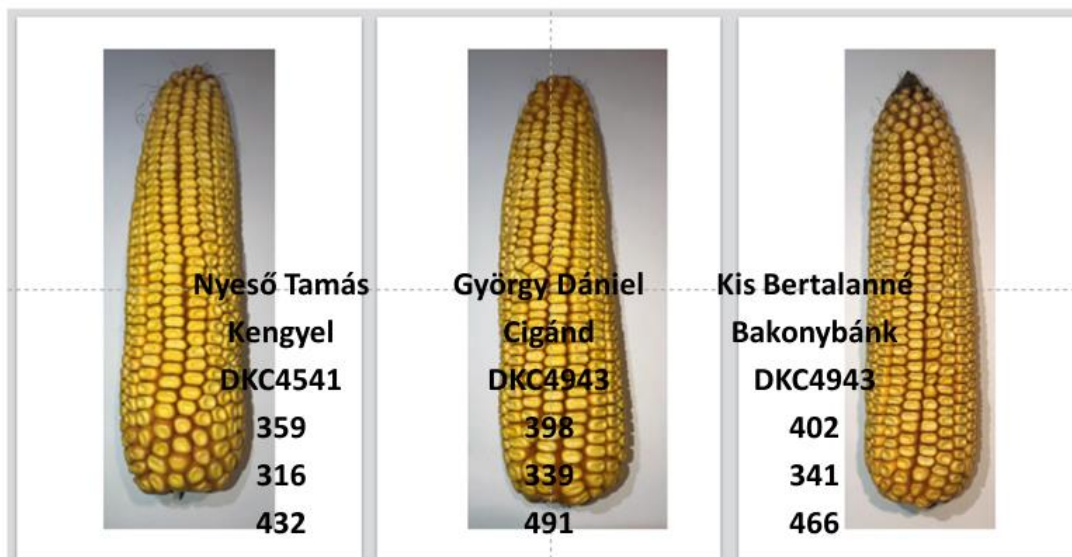 Nyeső Tamás
Kengyel
DKC4541
359
316
432
György Dániel
Cigánd
DKC4943
398
339
491
Kis Bertalanné
Bakonybánk
DKC4943
402
341
466